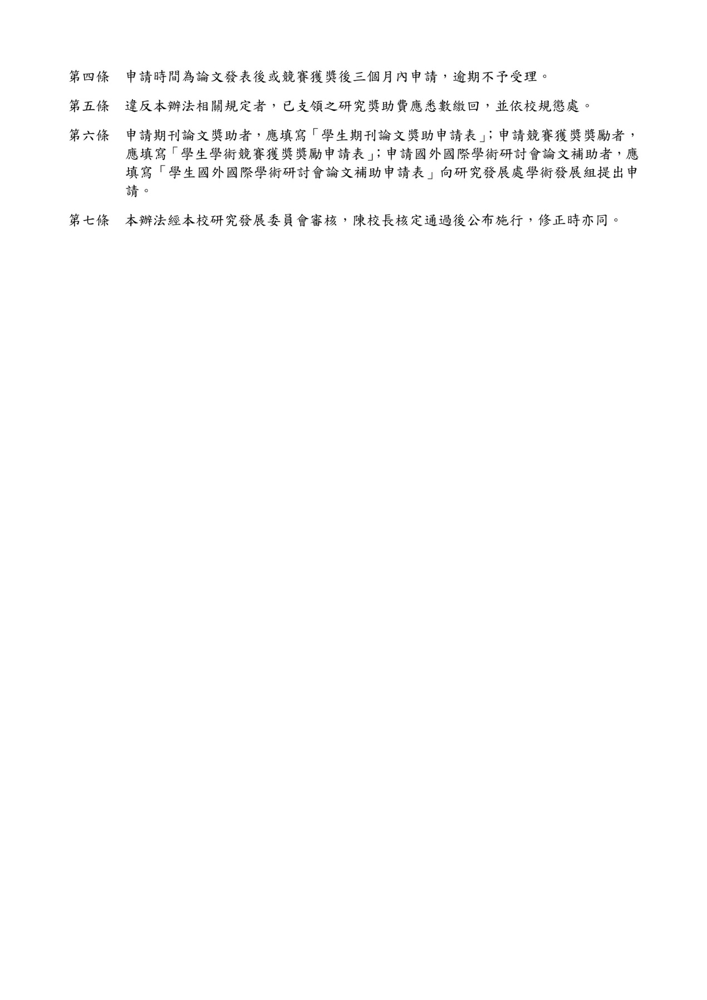 第四條　申請時間為論文發表後或競賽獲獎後三個月內申請，逾期不予受理。
第五條　違反本辦法相關規定者，已支領之研究獎助費應悉數繳回，並依校規懲處。
第六條　申請期刊論文獎助者，應填寫「學生期刊論文獎助申請表」；申請競賽獲獎獎勵者，
應填寫「學生學術競賽獲獎獎勵申請表」；申請國外國際學術研討會論文補助者，應
填寫「學生國外國際學術研討會論文補助申請表」向研究發展處學術發展組提出申
請。
第七條　本辦法經本校研究發展委員會審核，陳校長核定通過後公布施行，修正時亦同。